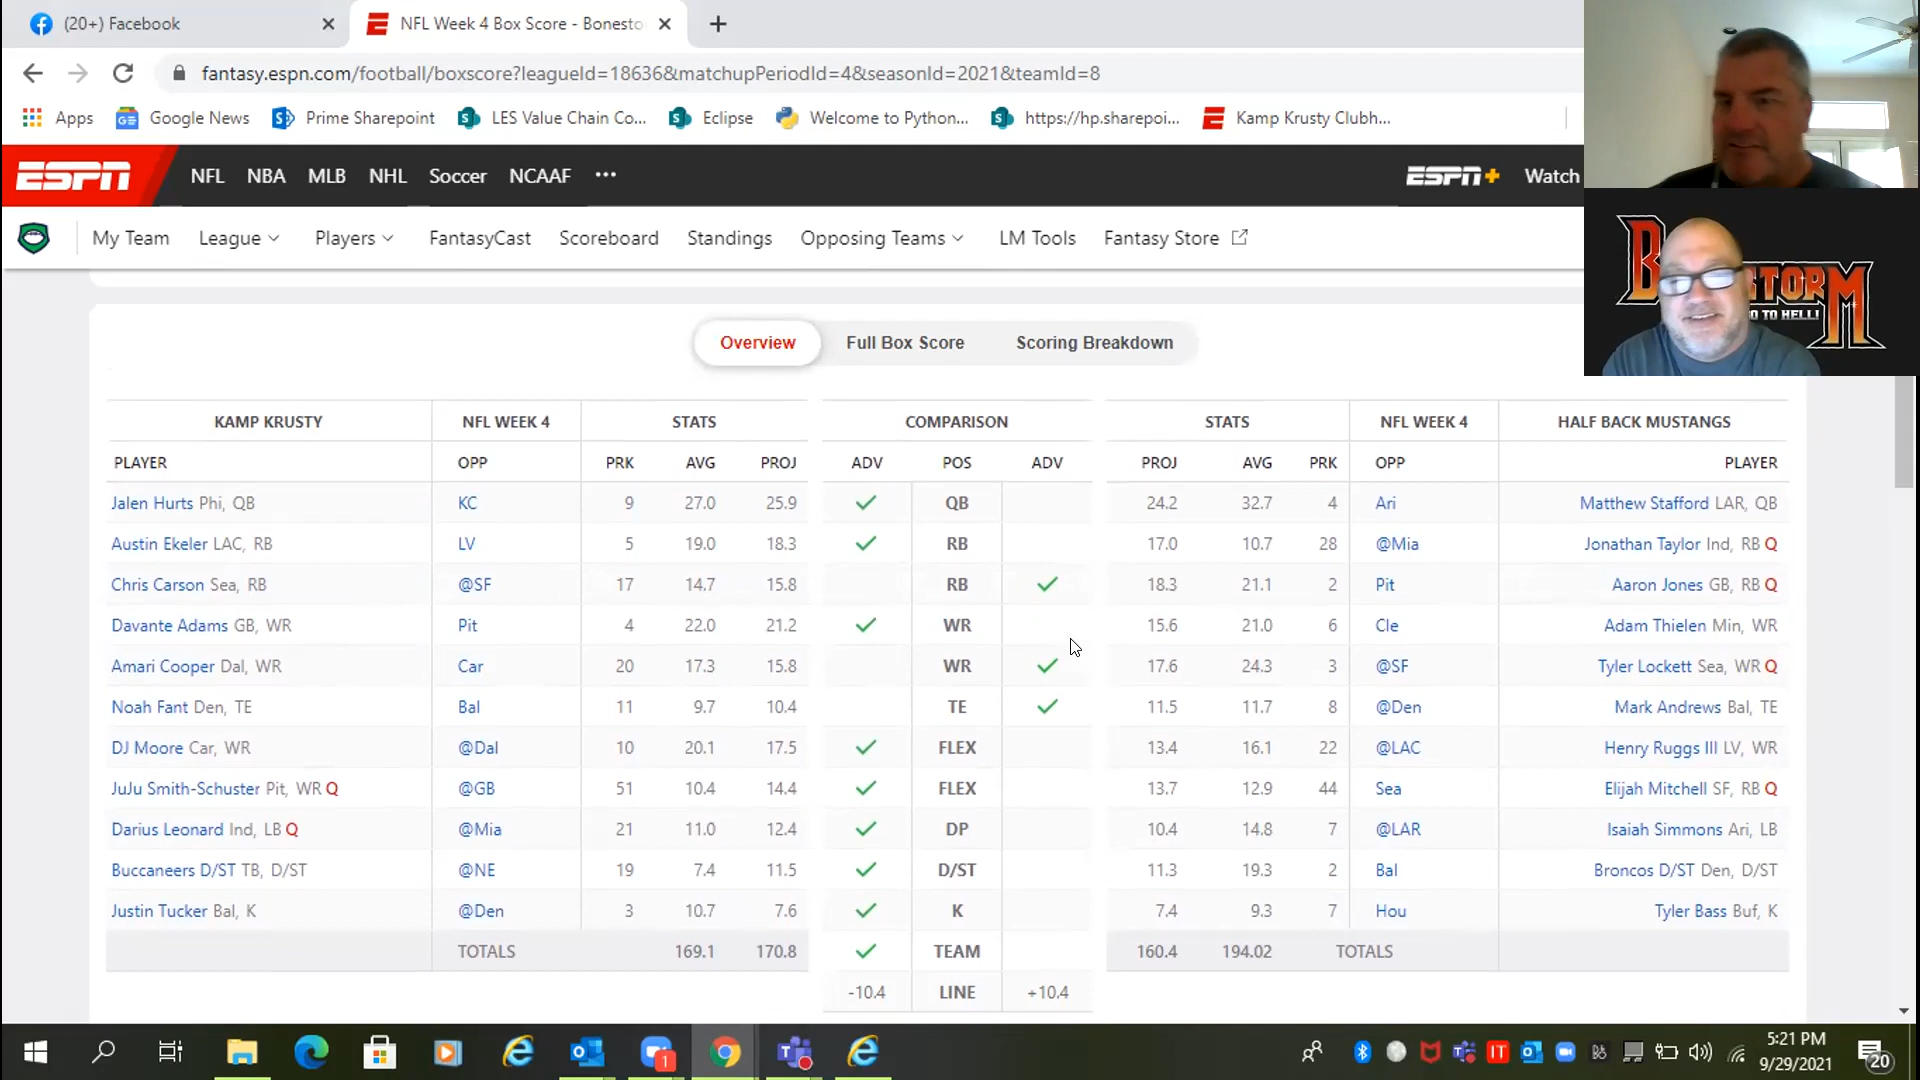 (20+) Facebook
NFL Week 4 Box Score - Bonesto
fantasy.espn.com/football/boxscore?leagueId=18636&matchupPeriodId=4&seasonId=2021&teamId=8
Apps Google News Prime Sharepoint LES Value Chain Co... Eclipse Welcome to Python... https://hp.sharepoi... Kamp Krusty Clubh...
ESPN NFL NBA MLB NHL Soccer NCAAF ••• ESPN+ Watch
My Team League Players FantasyCast Scoreboard Standings Opposing Teams LM Tools Fantasy Store
TO HELL!
Overview Full Box Score Scoring Breakdown
KAMP KRUSTY NFL WEEK 4 STATS COMPARISON STATS NFL WEEK 4 HALF BACK MUSTANGS
PLAYER OPP PRK AVG PROJ ADV POS ADV PROJ AVG PRK OPP PLAYER
Jalen Hurts Phi, QB KC 9 27.0 25.9 ✓ QB 24.2 32.7 4 Ari Matthew Stafford LAR, QB
Austin Ekeler LAC, RB LV 5 19.0 18.3 ✓ RB 17.0 10.7 28 @Mia Jonathan Taylor Ind, RB Q
Chris Carson Sea, RB @SF 17 14.7 15.8 RB ✓ 18.3 21.1 2 Pit Aaron Jones GB, RB Q
Davante Adams GB, WR Pit 4 22.0 21.2 ✓ WR 15.6 21.0 6 Cle Adam Thielen Min, WR
Amari Cooper Dal, WR Car 20 17.3 15.8 WR ✓ 17.6 24.3 3 @SF Tyler Lockett Sea, WR Q
Noah Fant Den, TE Bal 11 9.7 10.4 TE ✓ 11.5 11.7 8 @Den Mark Andrews Bal, TE
DJ Moore Car, WR @Dal 10 20.1 17.5 ✓ FLEX 13.4 16.1 22 @LAC Henry Ruggs III LV, WR
JuJu Smith-Schuster Pit, WR Q @GB 51 10.4 14.4 ✓ FLEX 13.7 12.9 44 Sea Elijah Mitchell SF, RB Q
Darius Leonard Ind, LB Q @Mia 21 11.0 12.4 ✓ DP 10.4 14.8 7 @LAR Isaiah Simmons Ari, LB
Buccaneers D/ST TB, D/ST @NE 19 7.4 11.5 ✓ D/ST 11.3 19.3 2 Bal Broncos D/ST Den, D/ST
Justin Tucker Bal, K @Den 3 10.7 7.6 ✓ K 7.4 9.3 7 Hou Tyler Bass Buf, K
TOTALS 169.1 170.8 ✓ TEAM 160.4 194.02 TOTALS
-10.4 LINE +10.4
5:21 PM
9/29/2021
20
1